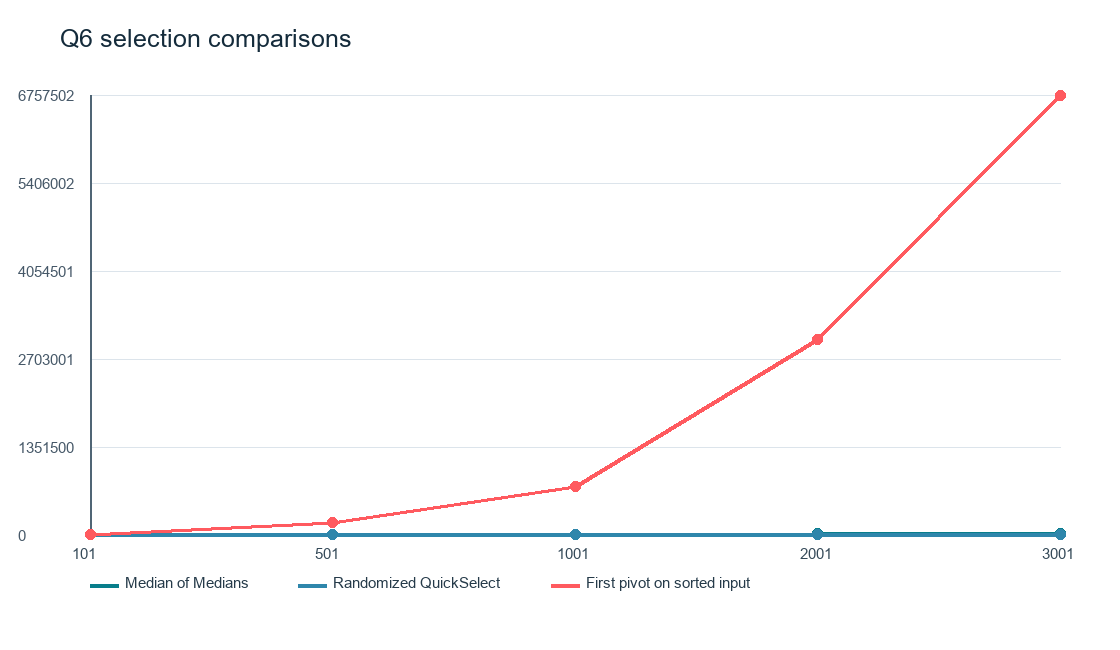 Q6 selection comparisons
6757502
5406002
4054501
2703001
1351500
0
101 501 1001 2001 3001
Median of Medians Randomized QuickSelect First pivot on sorted input